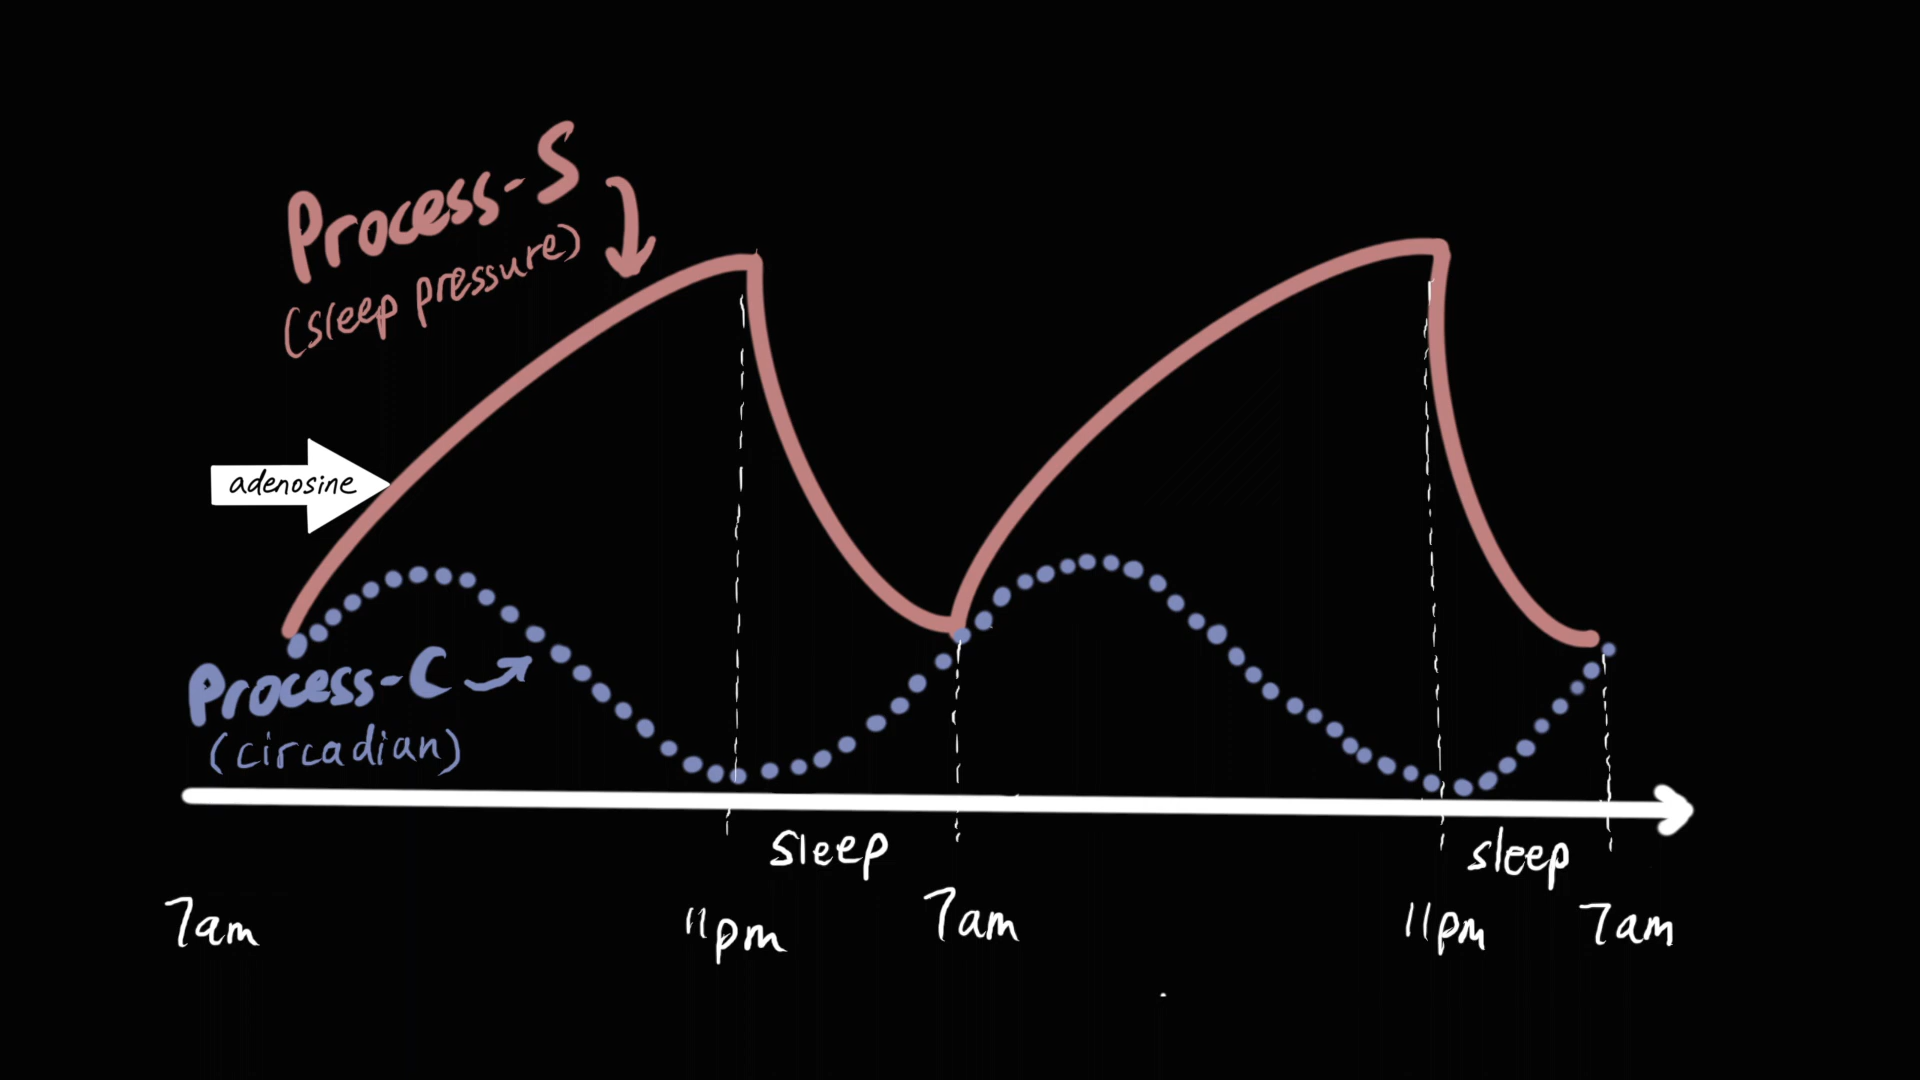 Process-S
(sleep pressure)
adenosine
Process-C
(circadian)
sleep
sleep
7am
11pm
7am
11pm
7am